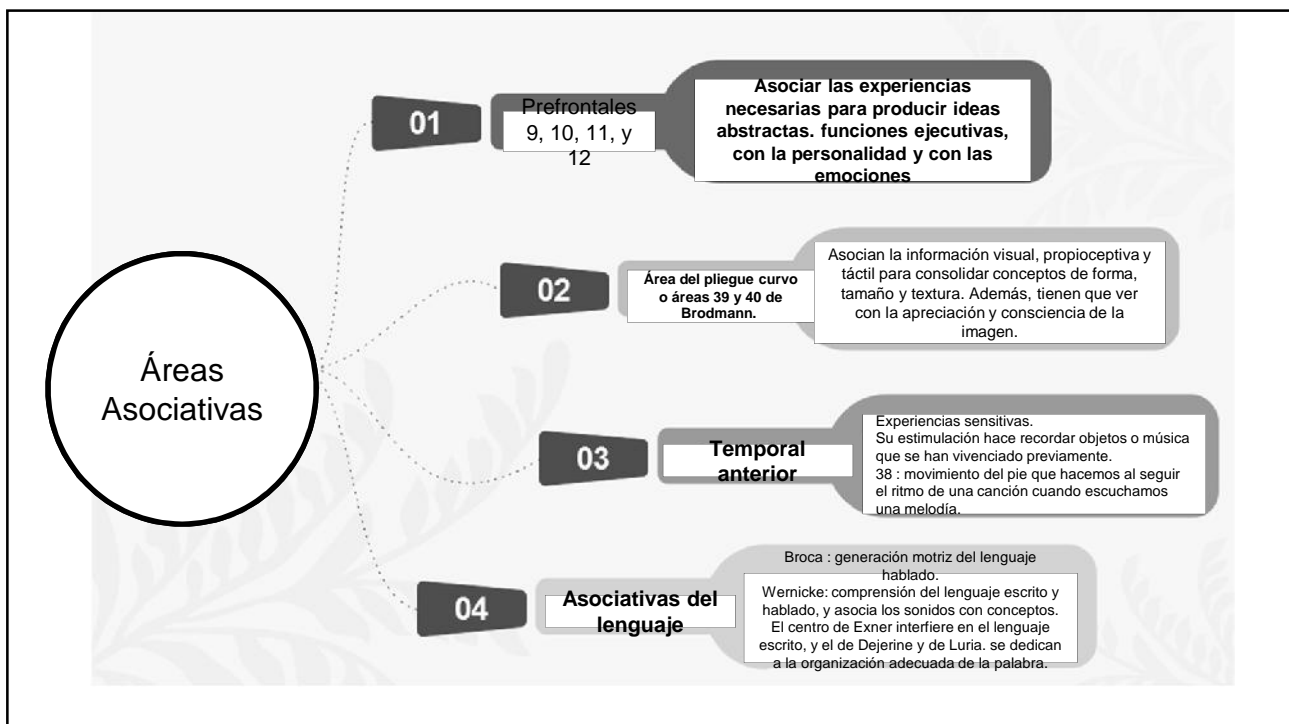 Áreas
Asociativas
01
Prefrontales
9, 10, 11, y
12
Asociar las experiencias
necesarias para producir ideas
abstractas. funciones ejecutivas,
con la personalidad y con las
emociones
02
Área del pliegue curvo
o áreas 39 y 40 de
Brodmann.
Asocian la información visual, propioceptiva y
táctil para consolidar conceptos de forma,
tamaño y textura. Además, tienen que ver
con la apreciación y consciencia de la
imagen.
03
Temporal
anterior
Experiencias sensitivas.
Su estimulación hace recordar objetos o música
que se han vivenciado previamente.
38 : movimiento del pie que hacemos al seguir
el ritmo de una canción cuando escuchamos
una melodía.
04
Asociativas del
lenguaje
Broca : generación motriz del lenguaje
hablado.
Wernicke: comprensión del lenguaje escrito y
hablado, y asocia los sonidos con conceptos.
El centro de Exner interfiere en el lenguaje
escrito, y el de Dejerine y de Luria. se dedican
a la organización adecuada de la palabra.